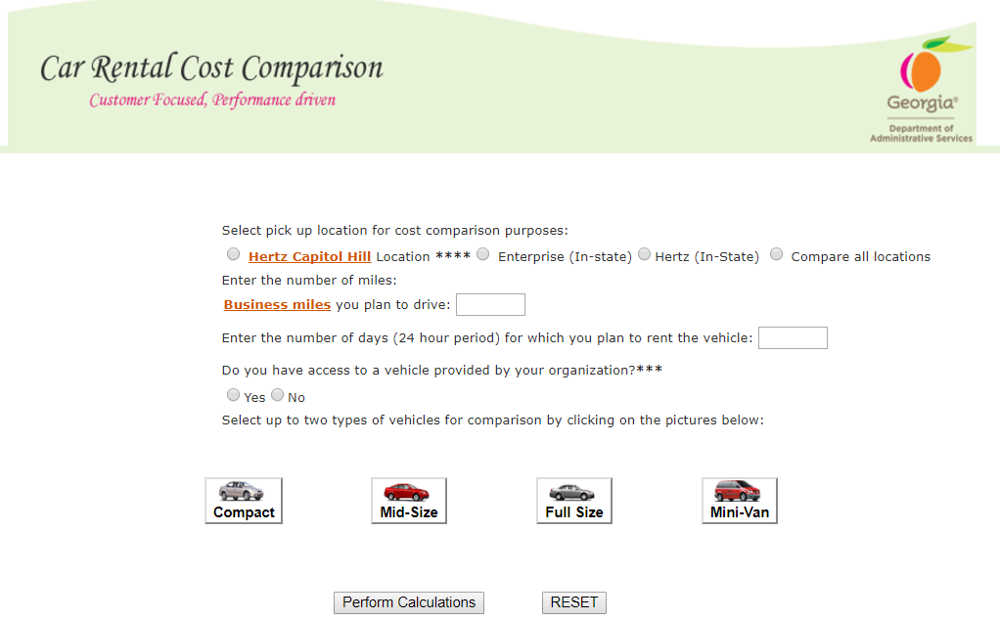 Car Rental Cost Comparison
Customer Focused, Performance driven
Georgia®
Department of
Administrative Services
Select pick up location for cost comparison purposes:
Hertz Capitol Hill Location **** Enterprise (In-state) Hertz (In-State) Compare all locations
Enter the number of miles:
Business miles you plan to drive:
Enter the number of days (24 hour period) for which you plan to rent the vehicle:
Do you have access to a vehicle provided by your organization?***
Yes No
Select up to two types of vehicles for comparison by clicking on the pictures below:
Compact Mid-Size Full Size Mini-Van
Perform Calculations RESET